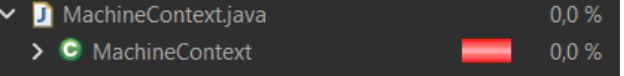 MachineContext.java 0,0 %
MachineContext 0,0 %